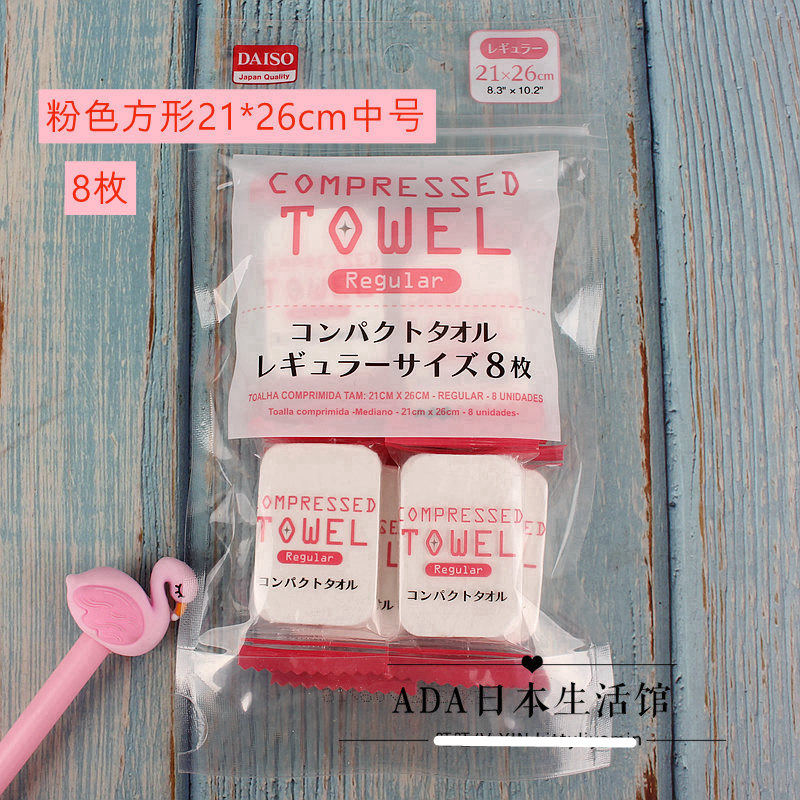 DAISO
Japan Quality
レギュラー
21×26cm
8.3" x 10.2"
粉色方形21*26cm中号
8枚
COMPRESSED
TOWEL
Regular
コンパクトタオル
レギュラーサイズ8枚
TOALHA COMPRIMIDA TAM: 21CM X 26CM - REGULAR - 8 UNIDADES
Toalla comprimida -Mediano - 21cm x 26cm - 8 unidades-
COMPRESSED
TOWEL
Regular
コンパクトタオル
COMPRESSED
TOWEL
Regular
コンパクトタオル
ADA日本生活馆